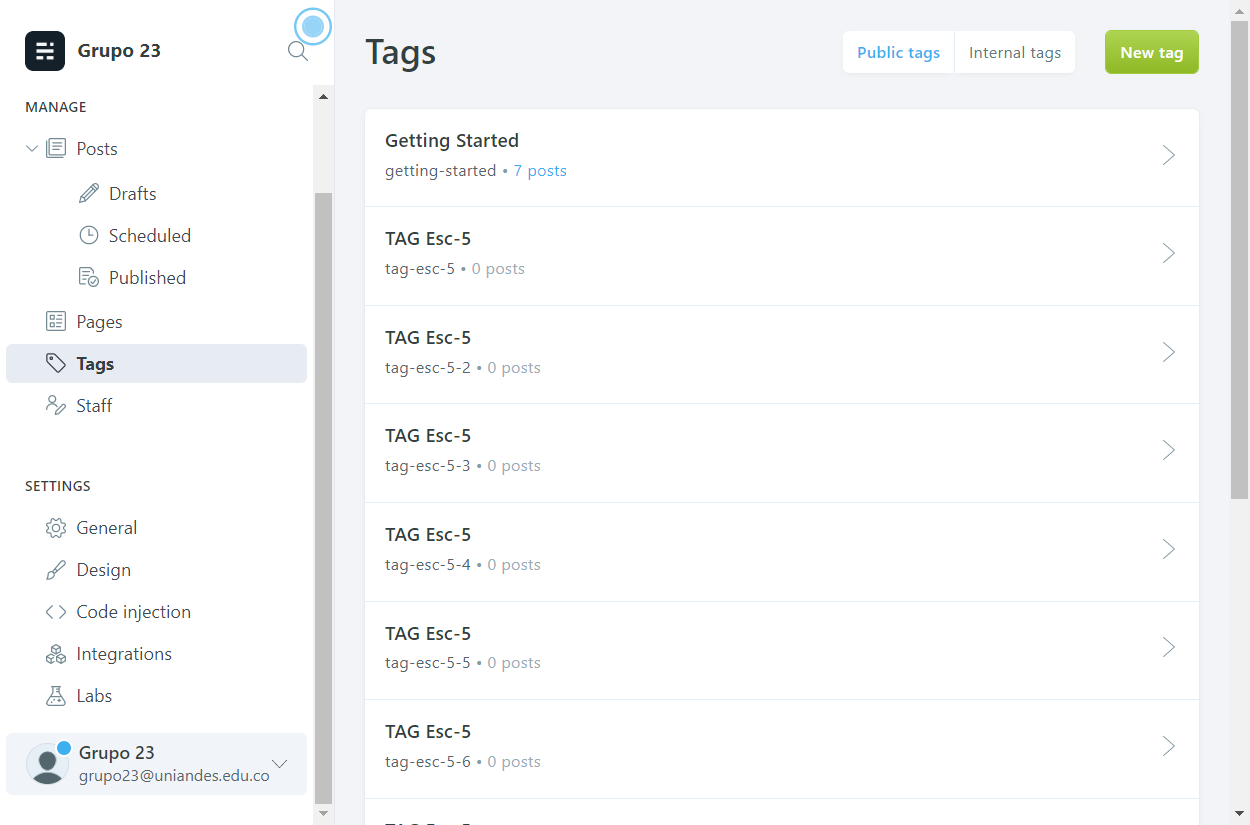 Grupo 23
MANAGE
Posts
Drafts
Scheduled
Published
Pages
Tags
Staff
SETTINGS
General
Design
Code injection
Integrations
Labs
Grupo 23
grupo23@uniandes.edu.co
Tags
Public tags
Internal tags
New tag
Getting Started
getting-started • 7 posts
TAG Esc-5
tag-esc-5 • 0 posts
TAG Esc-5
tag-esc-5-2 • 0 posts
TAG Esc-5
tag-esc-5-3 • 0 posts
TAG Esc-5
tag-esc-5-4 • 0 posts
TAG Esc-5
tag-esc-5-5 • 0 posts
TAG Esc-5
tag-esc-5-6 • 0 posts